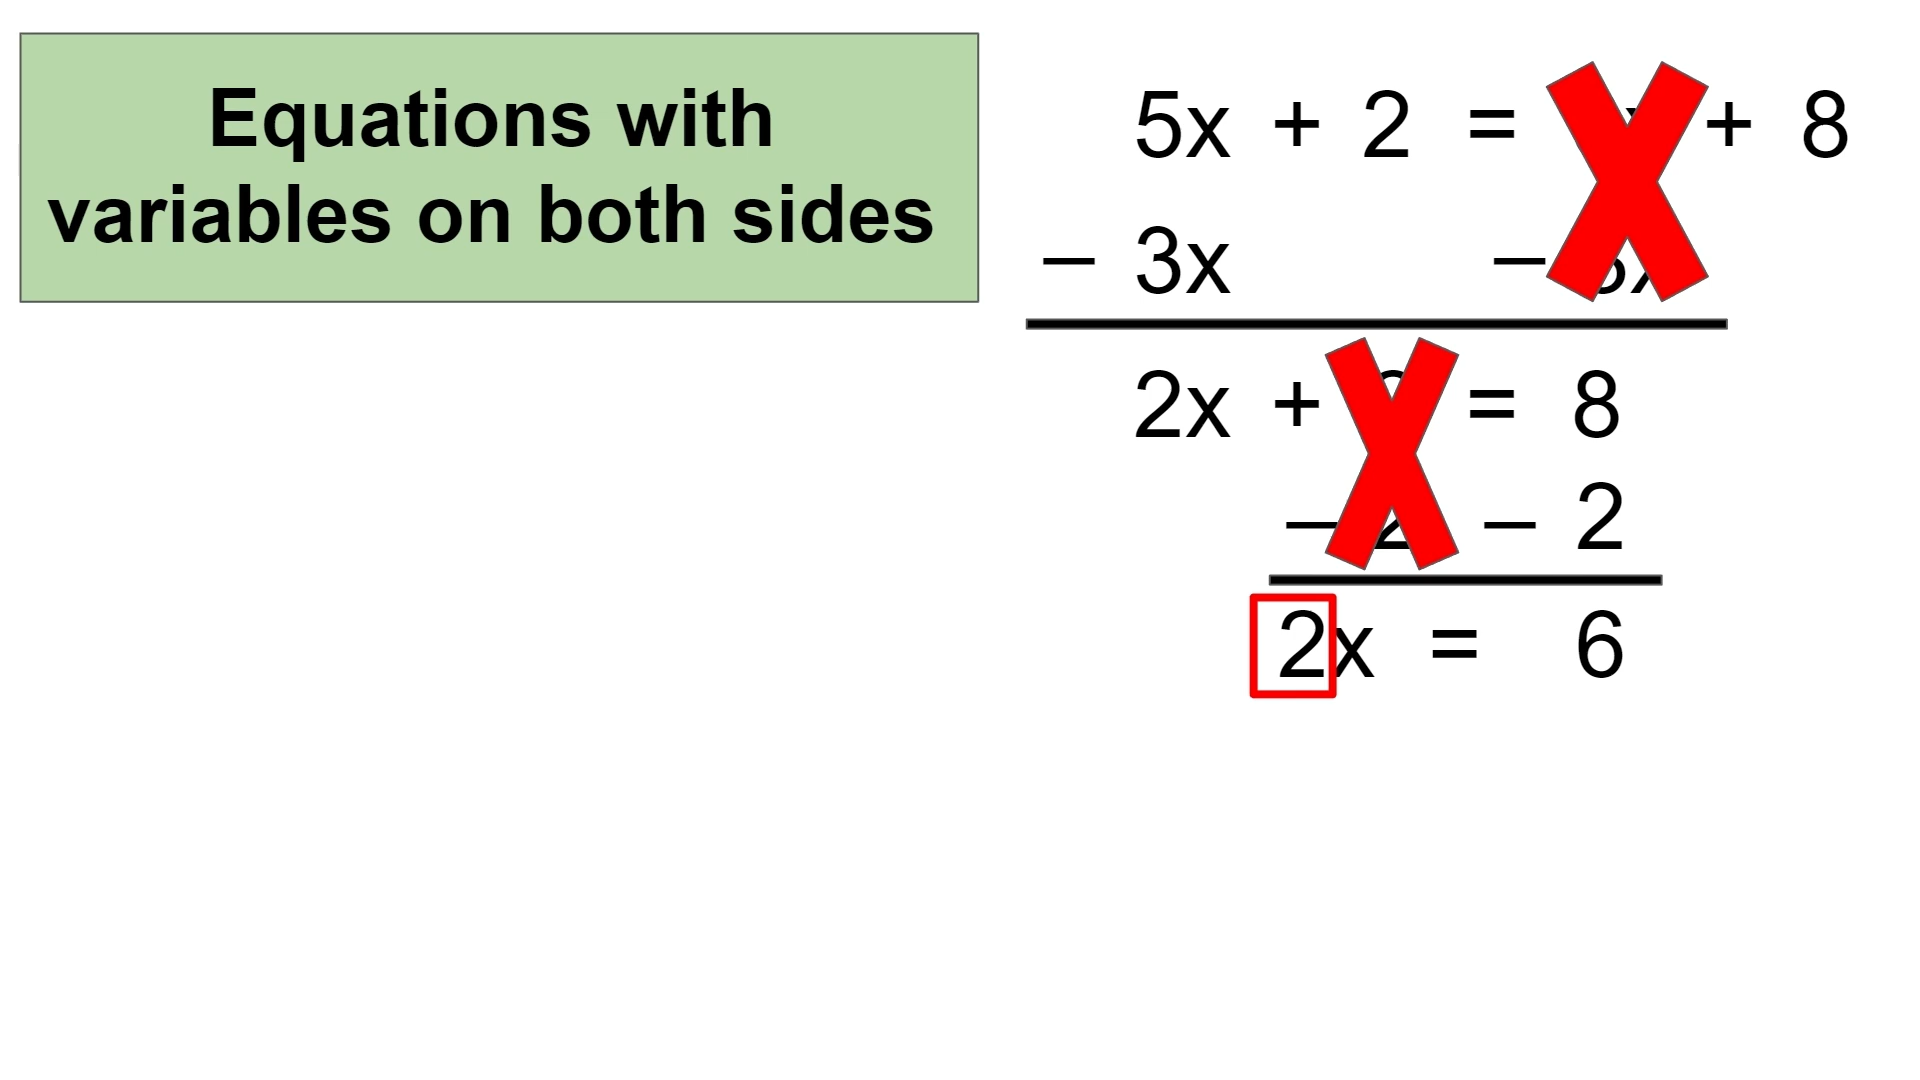 Equations with
variables on both sides
5x + 2 = + 8
– 3x –
2x + = 8
– – 2
2x = 6